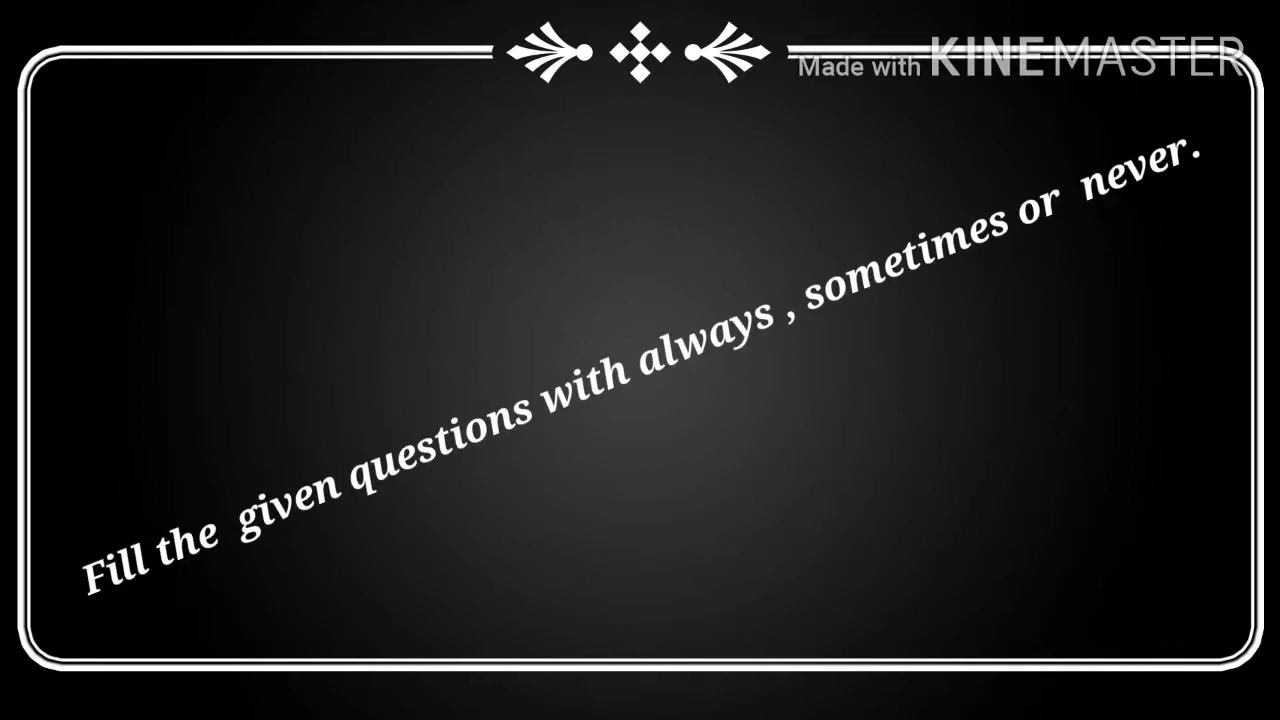 Made with KINEMASTER
Fill the given questions with always , sometimes or never.